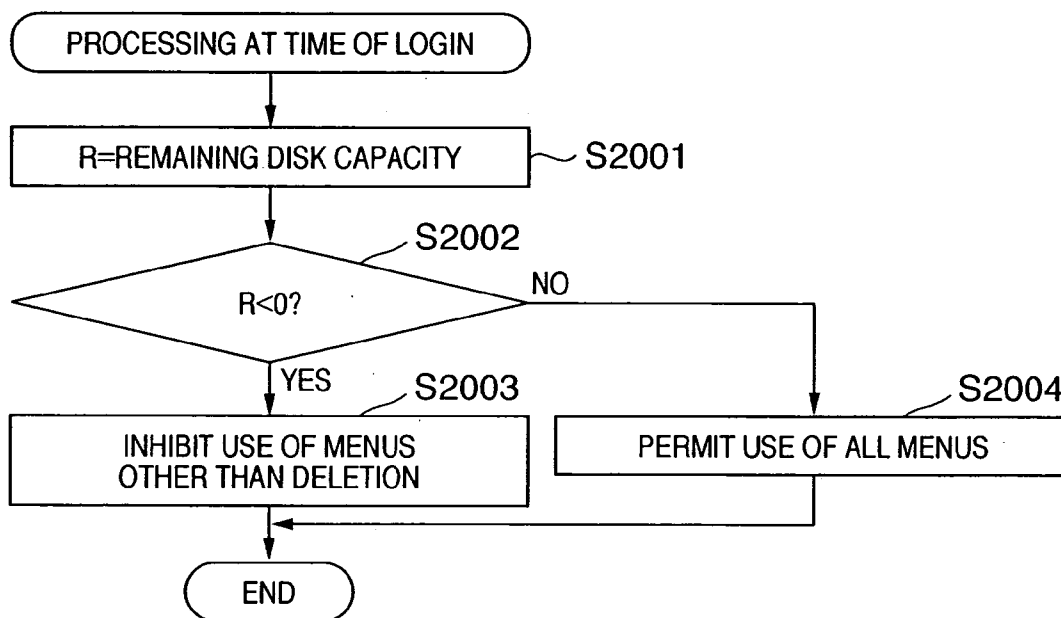 PROCESSING AT TIME OF LOGIN
R=REMAINING DISK CAPACITY
S2001
S2002
R<0?
NO
YES
S2003
S2004
INHIBIT USE OF MENUS
OTHER THAN DELETION
PERMIT USE OF ALL MENUS
END